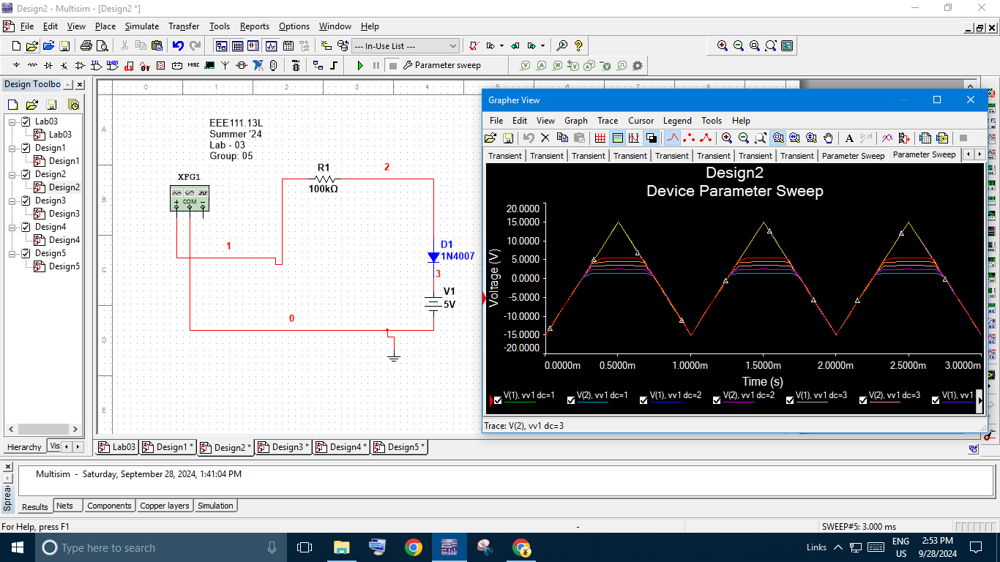 Design2 - Multisim - [Design2 *]
File Edit View Place Simulate Transfer Tools Reports Options Window Help
--- In-Use List ---
Parameter sweep
Design Toolbo
Lab03
Lab03
Design1
Design1
Design2
Design2
Design3
Design3
Design4
Design4
Design5
Design5
Hierarchy Vis
0 1 2 3 4 5 6 7 8
A
B
C
D
E
EEE111.13L
Summer '24
Lab - 03
Group: 05
XFG1
COM
R1
100kΩ
2
1
D1
1N4007
3
V1
5V
0
Grapher View
File Edit View Graph Trace Cursor Legend Tools Help
Transient Transient Transient Transient Transient Transient Transient Transient Parameter Sweep Parameter Sweep
Design2
Device Parameter Sweep
Voltage (V)
20.0000
15.0000
10.0000
5.0000
0.0000
-5.0000
-10.0000
-15.0000
-20.0000
0.0000m 0.5000m 1.0000m 1.5000m 2.0000m 2.5000m 3.0000m
Time (s)
V(1), vv1 dc=1 V(2), vv1 dc=1 V(1), vv1 dc=2 V(2), vv1 dc=2 V(1), vv1 dc=3 V(2), vv1 dc=3 V(1), vv1
Trace: V(2), vv1 dc=3
Lab03 Design1 * Design2 * Design3 * Design4 * Design5 *
Sprea
Multisim - Saturday, September 28, 2024, 1:41:04 PM
Results Nets Components Copper layers Simulation
For Help, press F1 - SWEEP#5: 3.000 ms
Type here to search
Links
ENG
US
2:53 PM
9/28/2024